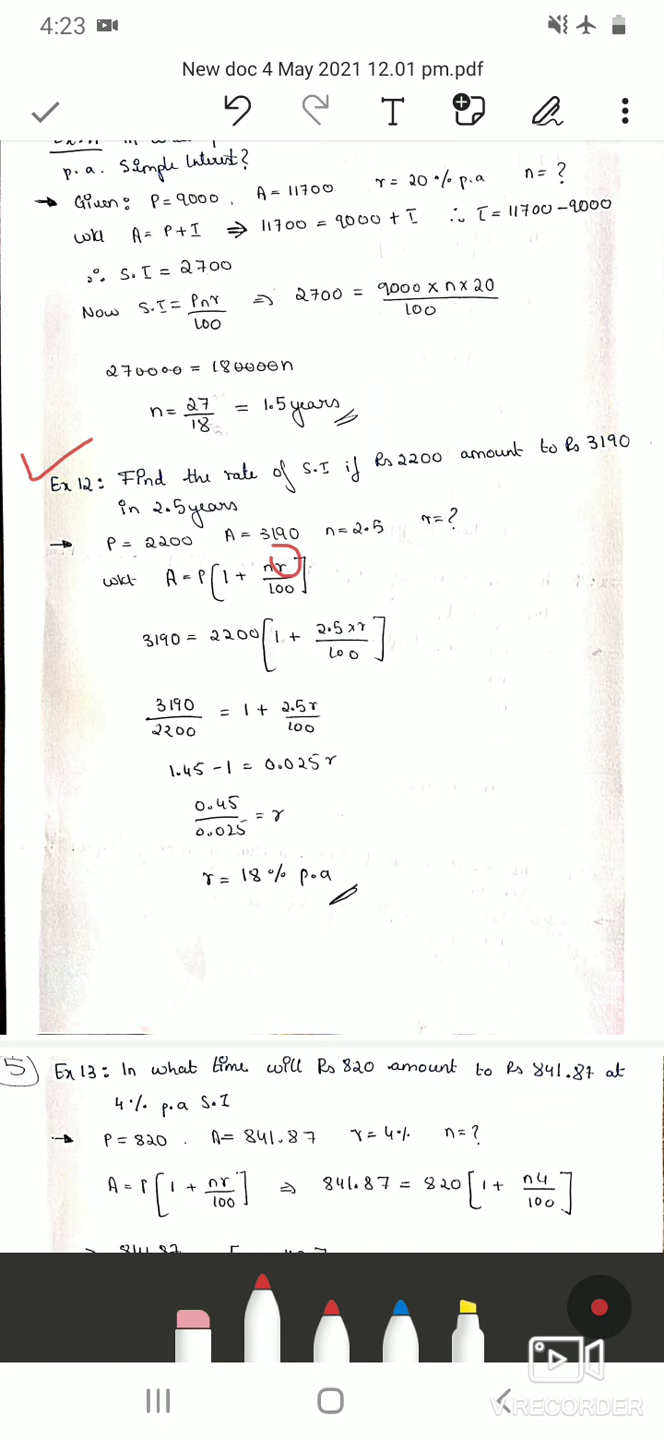 4:23
New doc 4 May 2021 12.01 pm.pdf
T
p.a. Simple Interest?
→ Given: P=9000, A=11700 r=20% p.a n=?
wkt A=P+I ⇒ 11700 = 9000+I ∴ I=11700-9000
∴ S.I = 2700
Now S.I = Pnr/100 ⇒ 2700 = 9000×n×20/100
270000 = 180000n
n = 27/18 = 1.5 years
Ex 12: Find the rate of S.I if Rs 2200 amount to Rs 3190
in 2.5 years
→ P = 2200 A = 3190 n=2.5 r=?
wkt A=P[1 + nr/100]
3190 = 2200[1 + 2.5×r/100]
3190/2200 = 1 + 2.5r/100
1.45 - 1 = 0.025r
0.45/0.025 = r
r = 18% p.a
5) Ex 13: In what time will Rs 820 amount to Rs 841.87 at
4% p.a S.I
→ P=820. A=841.87 r=4% n=?
A=P[1 + nr/100] ⇒ 841.87 = 820[1 + n4/100]
V RECORDER